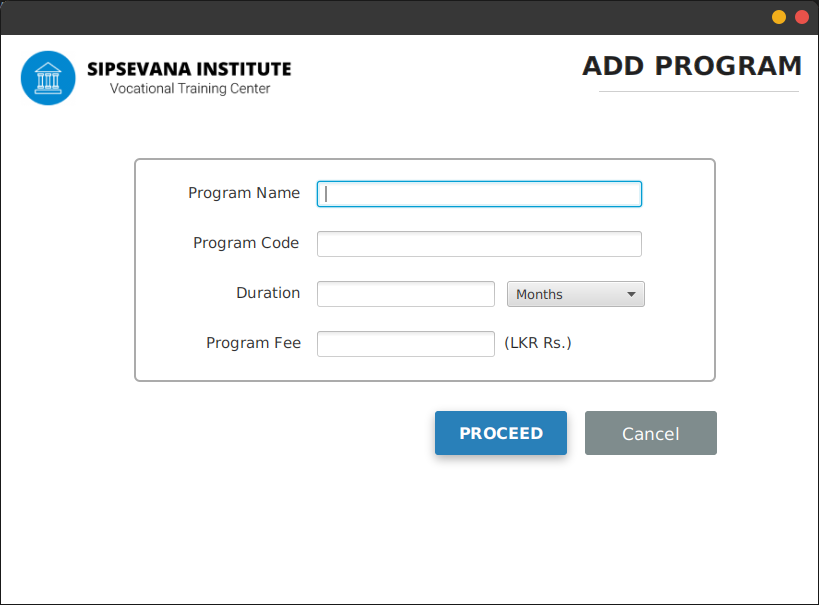 SIPSEVANA INSTITUTE
Vocational Training Center
ADD PROGRAM
Program Name
Program Code
Duration
Months
Program Fee
(LKR Rs.)
PROCEED
Cancel